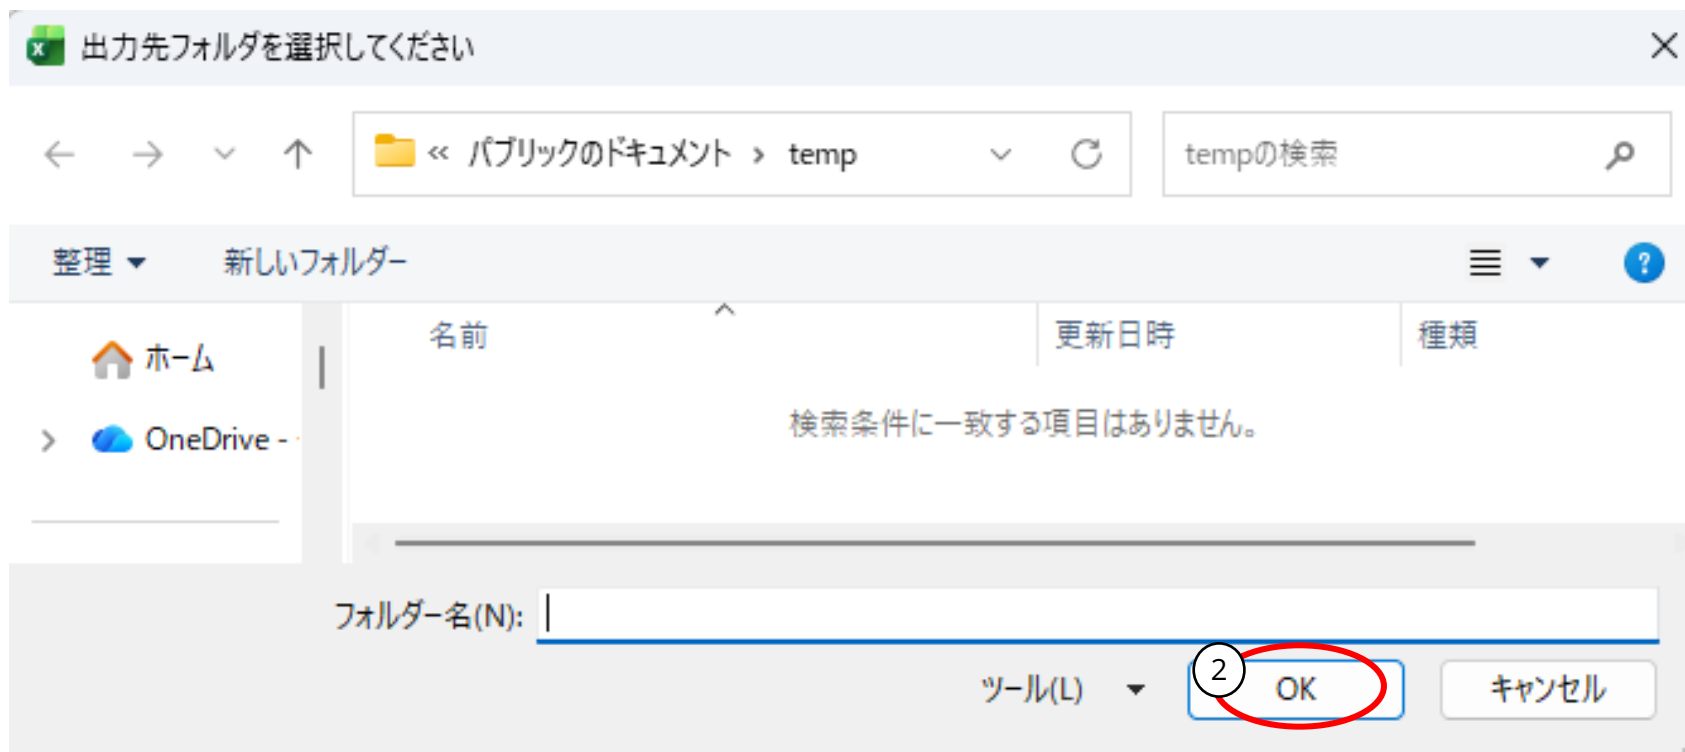 出力先フォルダを選択してください
« パブリックのドキュメント › temp
tempの検索
整理
新しいフォルダー
名前
更新日時
種類
ホーム
OneDrive -
検索条件に一致する項目はありません。
フォルダー名(N):
ツール(L)
2
OK
キャンセル